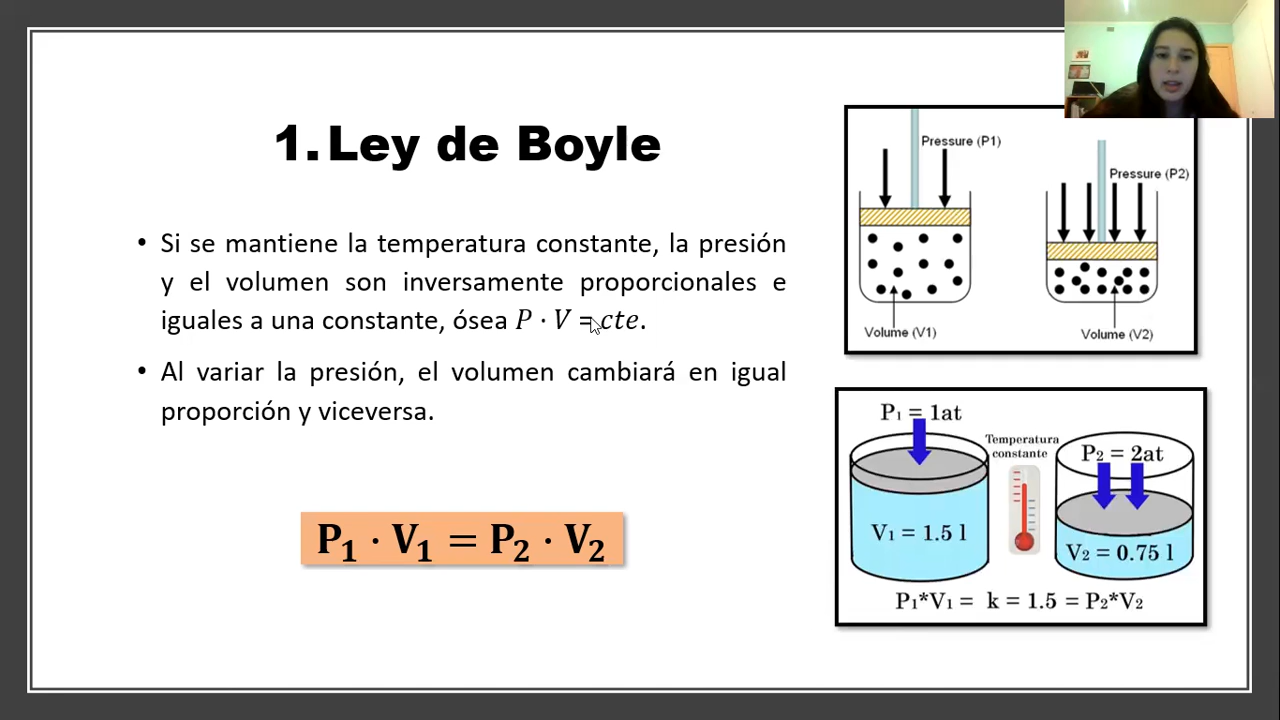 1. Ley de Boyle
• Si se mantiene la temperatura constante, la presión
y el volumen son inversamente proporcionales e
iguales a una constante, ósea P · V = cte.
• Al variar la presión, el volumen cambiará en igual
proporción y viceversa.
P₁ · V₁ = P₂ · V₂
Pressure (P1)
Pressure (P2)
Volume (V1)
Volume (V2)
P₁ = 1at
Temperatura
constante
P₂ = 2at
V₁ = 1.5 l
V₂ = 0.75 l
P₁*V₁ = k = 1.5 = P₂*V₂